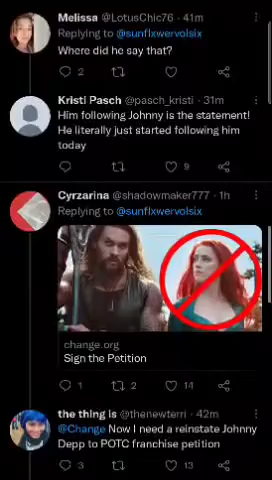 Melissa @LotusChic76 · 41m
Replying to @sunflxwervolsix
Where did he say that?
2
Kristi Pasch @pasch_kristi · 31m
Him following Johnny is the statement!
He literally just started following him
today
9
Cyrzarina @shadowmaker777 · 1h
Replying to @sunflxwervolsix
change.org
Sign the Petition
1 2 14
the thing is @thenewterri · 42m
@Change Now I need a reinstate Johnny
Depp to POTC franchise petition
3 13